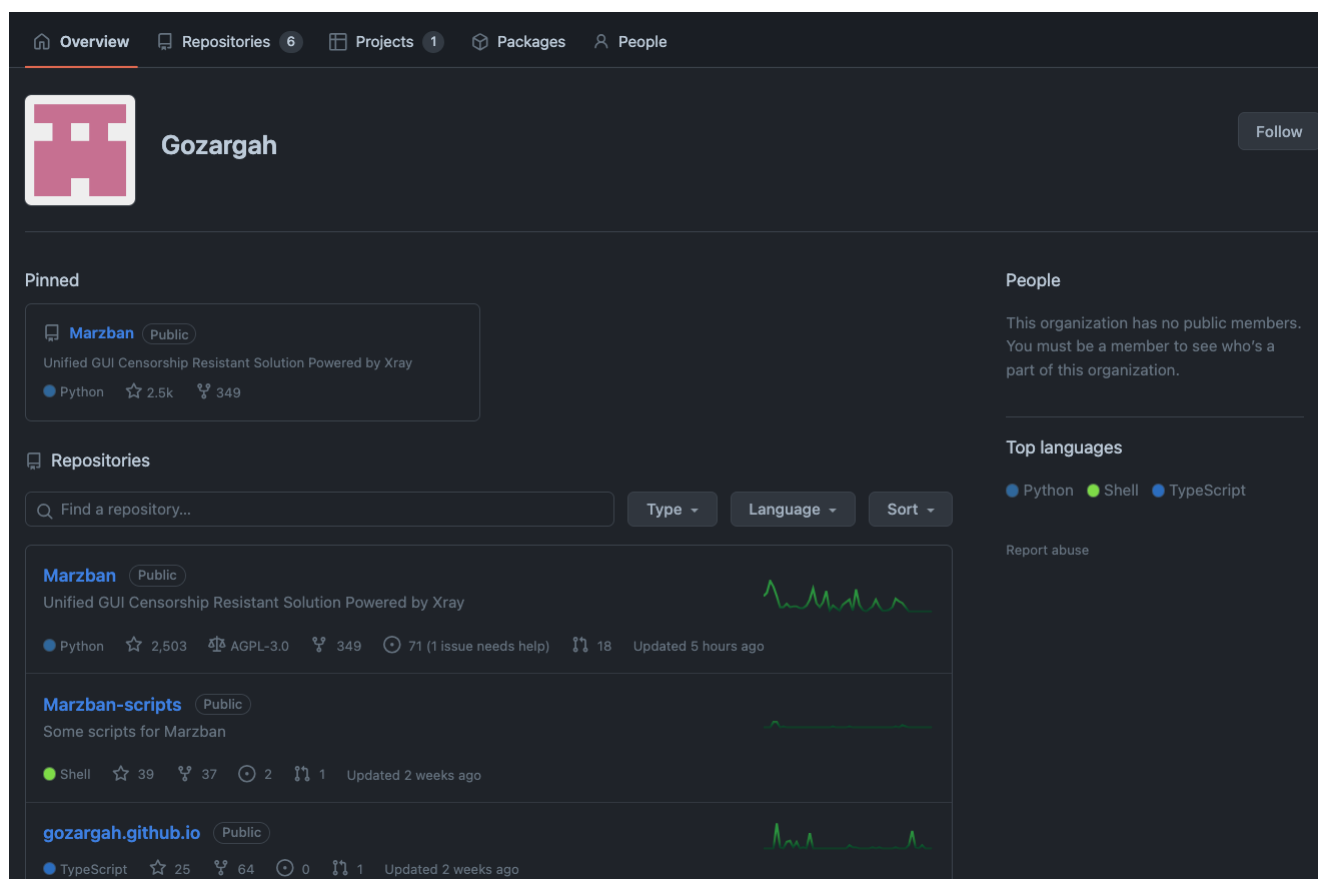 Overview Repositories 6 Projects 1 Packages People
Gozargah
Follow
Pinned
Marzban Public
Unified GUI Censorship Resistant Solution Powered by Xray
Python 2.5k 349
Repositories
Find a repository...
Type Language Sort
Marzban Public
Unified GUI Censorship Resistant Solution Powered by Xray
Python 2,503 AGPL-3.0 349 71 (1 issue needs help) 18 Updated 5 hours ago
Marzban-scripts Public
Some scripts for Marzban
Shell 39 37 2 1 Updated 2 weeks ago
gozargah.github.io Public
TypeScript 25 64 0 1 Updated 2 weeks ago
People
This organization has no public members.
You must be a member to see who's a
part of this organization.
Top languages
Python Shell TypeScript
Report abuse